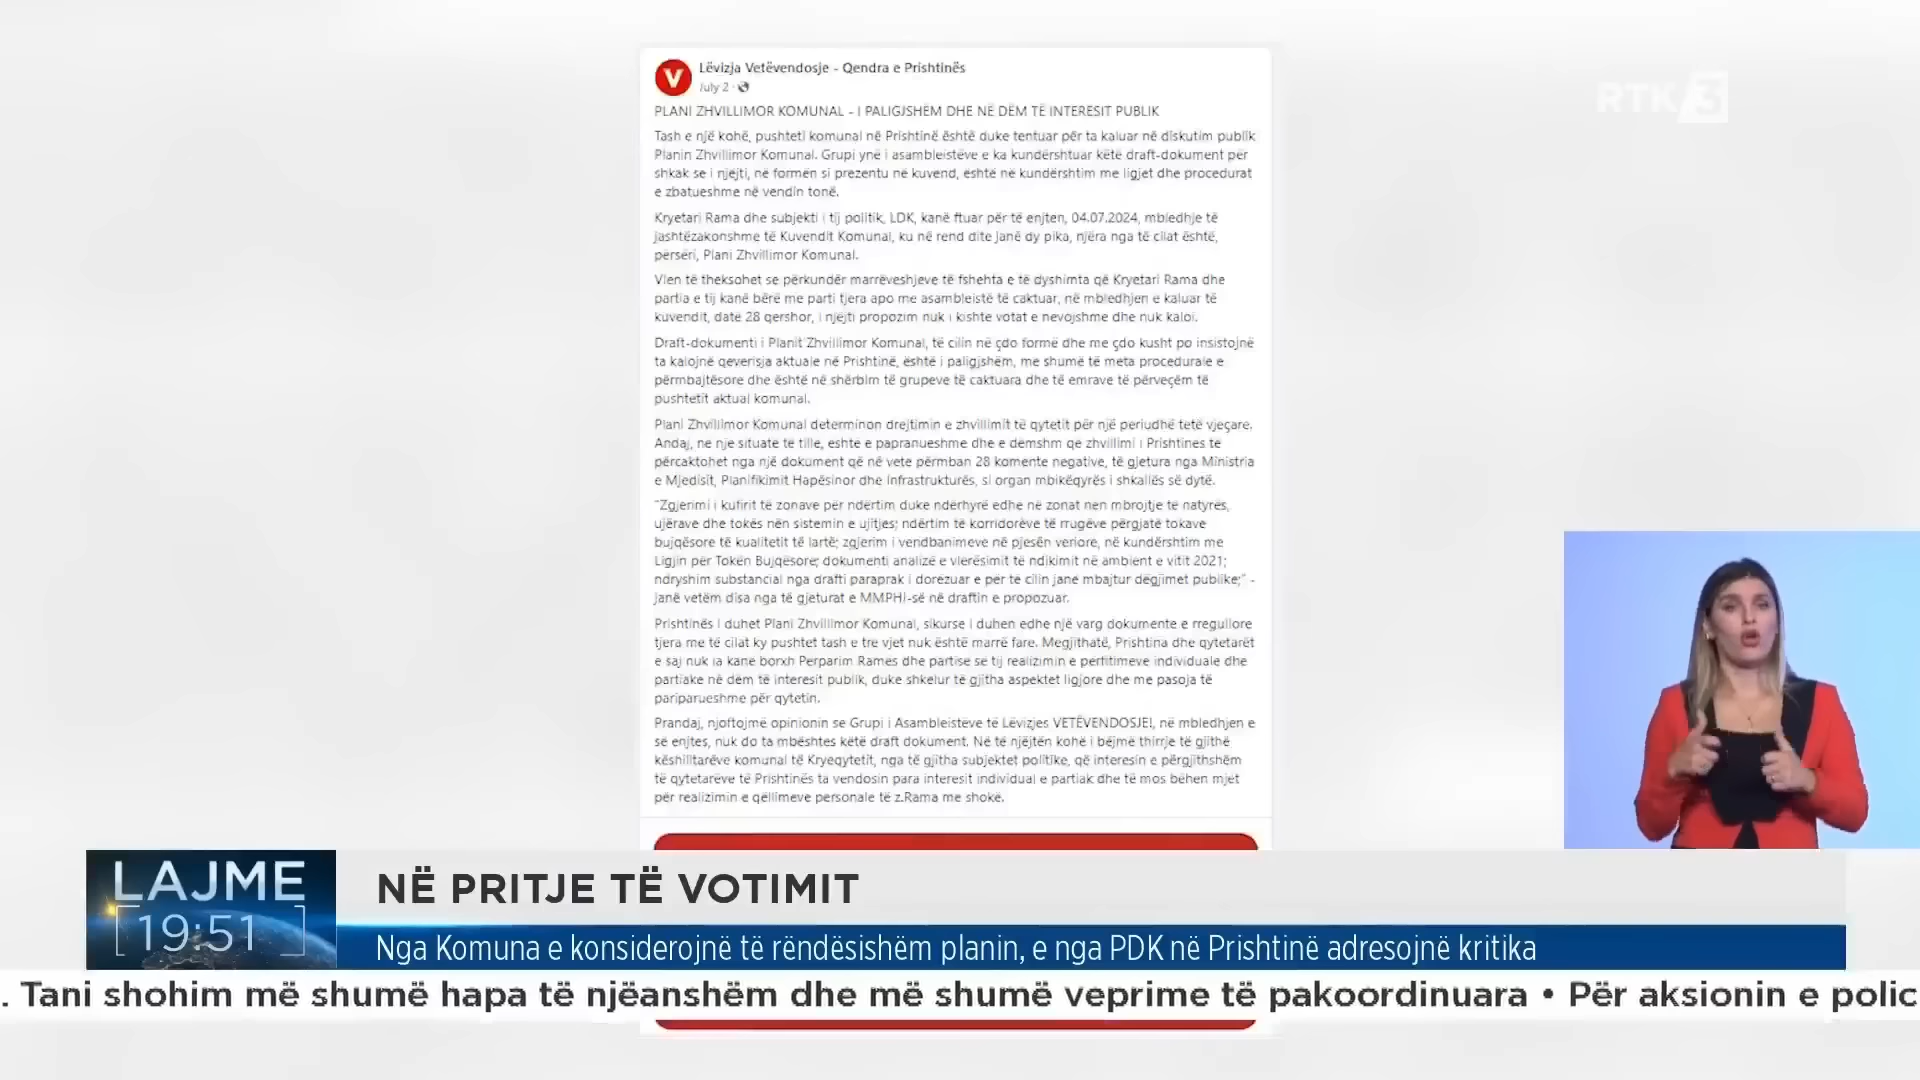 Lëvizja Vetëvendosje - Qendra e Prishtinës
July 2 ·
PLANI ZHVILLIMOR KOMUNAL - I PALIGJSHËM DHE NË DËM TË INTERESIT PUBLIK
Tash e një kohë, pushteti komunal në Prishtinë është duke tentuar për ta kaluar në diskutim publik
Planin Zhvillimor Komunal. Grupi ynë i asambleistëve e ka kundërshtuar këtë draft-dokument për
shkak se i njëjti, në formën si prezentu në kuvend, është në kundërshtim me ligjet dhe procedurat
e zbatueshme në vendin tonë.
Kryetari Rama dhe subjekti i tij politik, LDK, kanë ftuar për të enjten, 04.07.2024, mbledhje të
jashtëzakonshme të Kuvendit Komunal, ku në rend dite janë dy pika, njëra nga të cilat është,
përsëri, Plani Zhvillimor Komunal.
Vlen të theksohet se përkundër marrëveshjeve të fshehta e të dyshimta që Kryetari Rama dhe
partia e tij kanë bërë me parti tjera apo me asambleistë të caktuar, në mbledhjen e kaluar të
kuvendit, datë 28 qershor, i njëjti propozim nuk i kishte votat e nevojshme dhe nuk kaloi.
Draft-dokumenti i Planit Zhvillimor Komunal, të cilin në çdo formë dhe me çdo kusht po insistojnë
ta kalojnë qeverisja aktuale në Prishtinë, është i paligjshëm, me shumë të meta procedurale e
përmbajtësore dhe është në shërbim të grupeve të caktuara dhe të emrave të përveçëm të
pushtetit aktual komunal.
Plani Zhvillimor Komunal determinon drejtimin e zhvillimit të qytetit për një periudhë tetë vjeçare.
Andaj, në një situatë të tillë, është e papranueshme dhe e dëmshm që zhvillimi i Prishtinës të
përcaktohet nga një dokument që në vete përmban 28 komente negative, të gjetura nga Ministria
e Mjedisit, Planifikimit Hapësinor dhe Infrastrukturës, si organ mbikëqyrës i shkallës së dytë.
"Zgjerimi i kufirit të zonave për ndërtim duke ndërhyrë edhe në zonat nën mbrojtje të natyrës,
ujërave dhe tokës nën sistemin e ujitjes; ndërtim të korridorëve të rrugëve përgjatë tokave
bujqësore të kualitetit të lartë; zgjerim i vendbanimeve në pjesën veriore, në kundërshtim me
Ligjin për Tokën Bujqësore; dokumenti analizë e vlerësimit të ndikimit në ambient e vitit 2021;
ndryshim substancial nga drafti paraprak i dorëzuar e për të cilin janë mbajtur dëgjimet publike;" -
janë vetëm disa nga të gjeturat e MMPHI-së në draftin e propozuar.
Prishtinës i duhet Plani Zhvillimor Komunal, sikurse i duhen edhe një varg dokumente e rregullore
tjera me të cilat ky pushtet tash e tre vjet nuk është marrë fare. Megjithatë, Prishtina dhe qytetarët
e saj nuk ia kanë borxh Përparim Ramës dhe partisë së tij realizimin e përfitimeve individuale dhe
partiake në dëm të interesit publik, duke shkelur të gjitha aspektet ligjore dhe me pasoja të
pariparueshme për qytetin.
Prandaj, njoftojmë opinionin se Grupi i Asambleistëve të Lëvizjes VETËVENDOSJE!, në mbledhjen e
së enjtes, nuk do ta mbështes këtë draft dokument. Në të njëjtën kohë i bëjmë thirrje të gjithë
këshilltarëve komunal të Kryeqytetit, nga të gjitha subjektet politike, që interesin e përgjithshëm
të qytetarëve të Prishtinës ta vendosin para interesit individual e partiak dhe të mos bëhen mjet
për realizimin e qëllimeve personale të z.Rama me shokë.
RTK 3
LAJME
19:51
NË PRITJE TË VOTIMIT
Nga Komuna e konsiderojnë të rëndësishëm planin, e nga PDK në Prishtinë adresojnë kritika
. Tani shohim më shumë hapa të njëanshëm dhe më shumë veprime të pakoordinuara • Për aksionin e polic